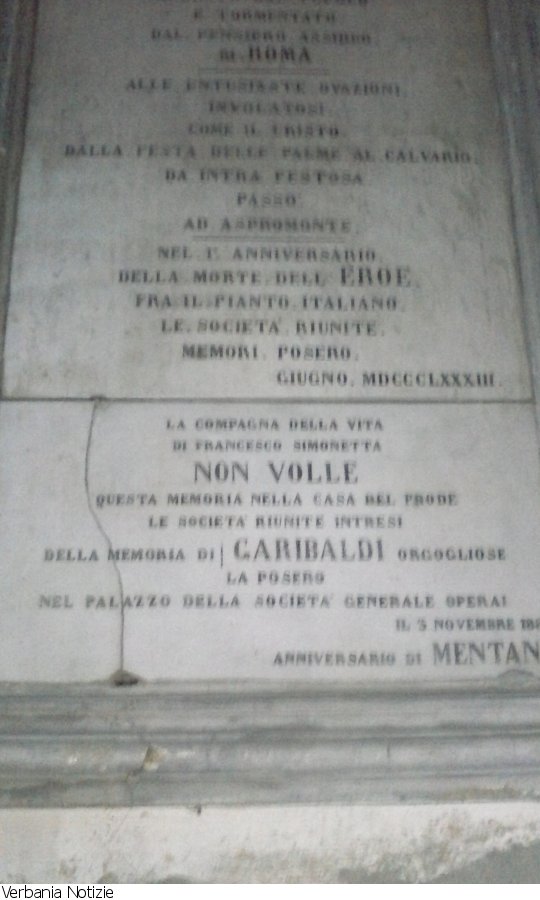 E TORMENTATO
DAL PENSIERO ASSIDUO
DI ROMA
ALLE ENTUSIASTE OVAZIONI.
INVOLATOSI
COME IL CRISTO
DALLA FESTA DELLE PALME AL CALVARIO.
DA INTRA FESTOSA
PASSÒ
AD ASPROMONTE.
NEL I° ANNIVERSARIO.
DELLA MORTE DELL' EROE.
FRA IL PIANTO ITALIANO.
LE SOCIETA' RIUNITE.
MEMORI. POSERO.
GIUGNO. MDCCCLXXXIII.
LA COMPAGNA DELLA VITA
DI FRANCESCO SIMONETTA
NON VOLLE
QUESTA MEMORIA NELLA CASA DEL PRODE
LE SOCIETA' RIUNITE INTRESI
DELLA MEMORIA DI GARIBALDI ORGOGLIOSE
LA POSERO
NEL PALAZZO DELLA SOCIETA' GENERALE OPERAI
IL 3 NOVEMBRE 188
ANNIVERSARIO DI MENTAN
Verbania Notizie